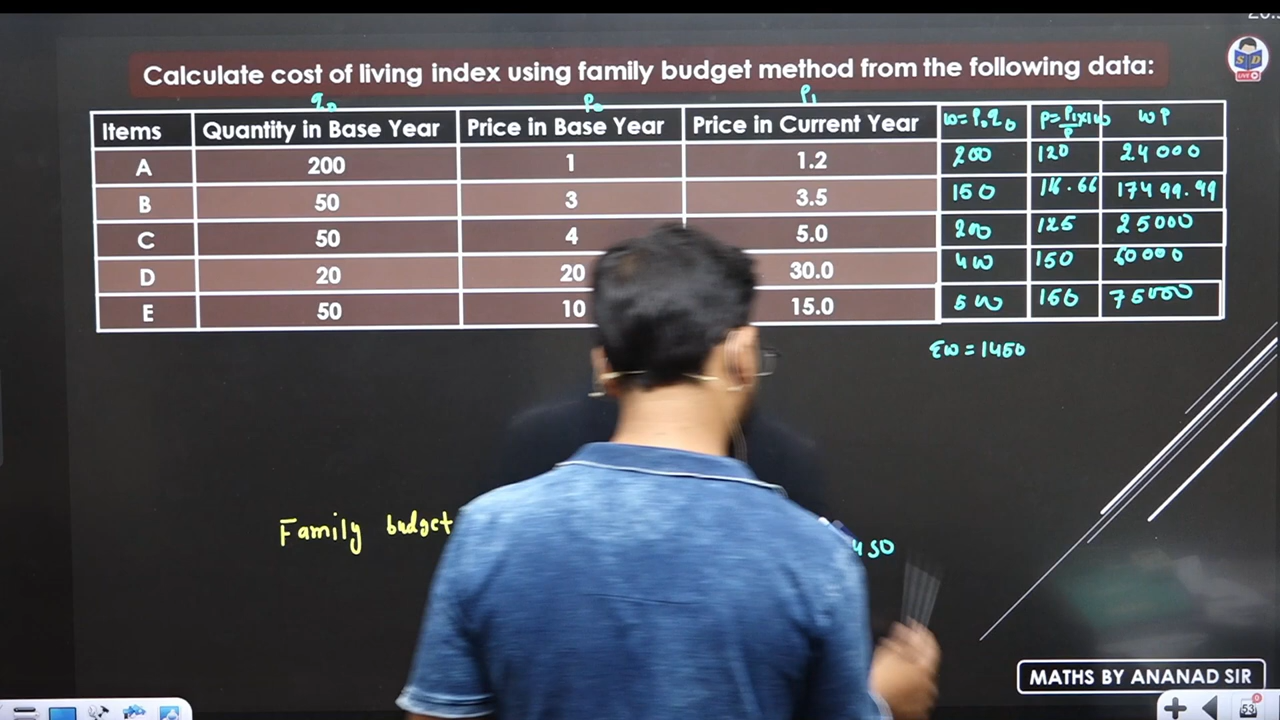 Calculate cost of living index using family budget method from the following data:
q₀ P₀ P₁
Items Quantity in Base Year Price in Base Year Price in Current Year W=P₀q₀ P=P₁/P₀×100 WP
A 200 1 1.2 200 120 24000
B 50 3 3.5 150 116.66 17499.99
C 50 4 5.0 200 125 25000
D 20 20 30.0 400 150 60000
E 50 10 15.0 500 150 75000
ΣW = 1450
Family budget 450
MATHS BY ANANAD SIR
SD
LIVE
53